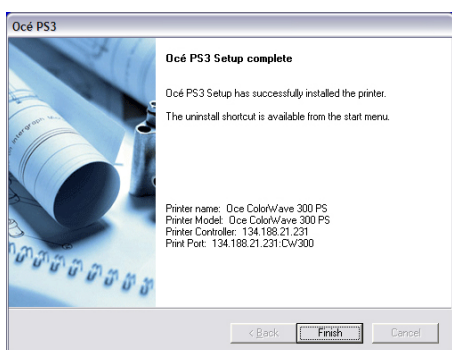 Océ PS3
Océ PS3 Setup complete
Océ PS3 Setup has successfully installed the printer.
The uninstall shortcut is available from the start menu.
Printer name: Oce ColorWave 300 PS
Printer Model: Oce ColorWave 300 PS
Printer Controller: 134.188.21.231
Print Port: 134.188.21.231:CW300
< Back
Finish
Cancel